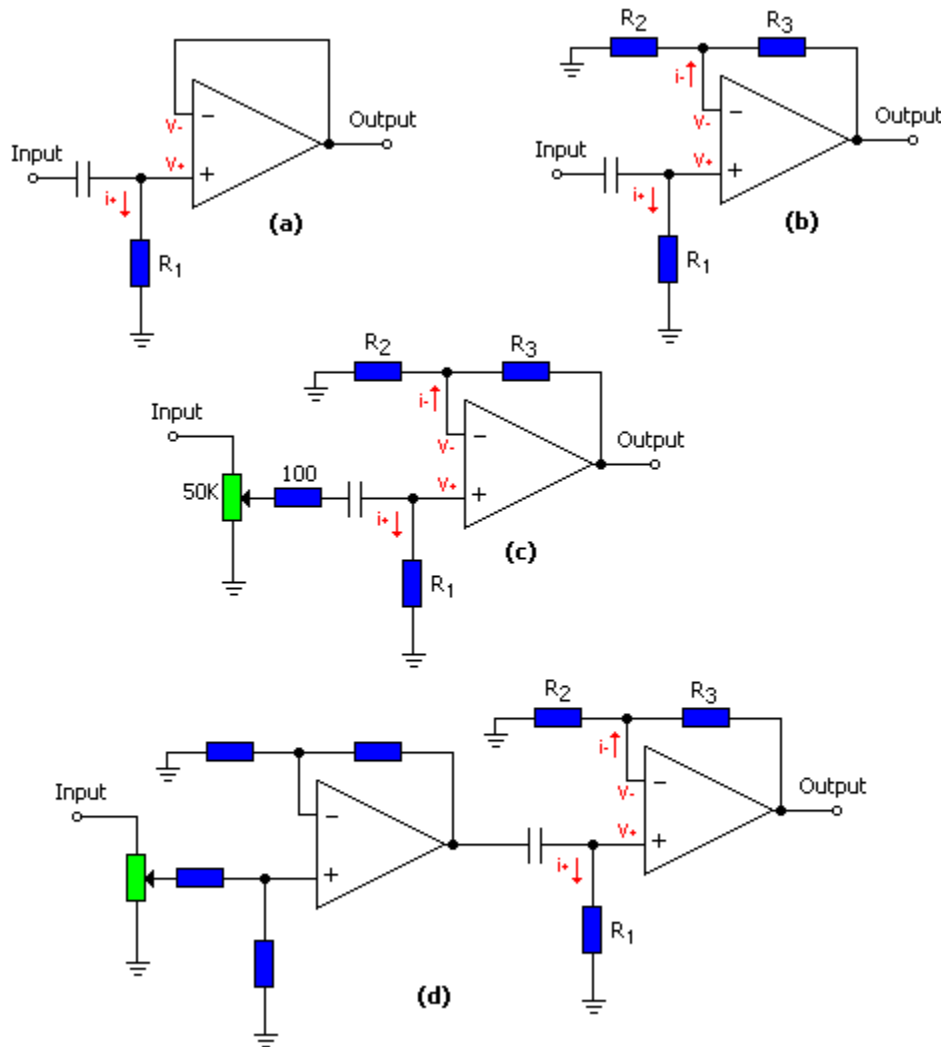 R2 R3
V-
V+
Input
Output
i+
R1
(a)
i-
V-
V+
Input
Output
i+
R1
(b)
R2 R3
Input
i-
V-
Output
50K
100
V+
i+
R1
(c)
R2 R3
i-
Input
V-
Output
V+
i+
R1
(d)